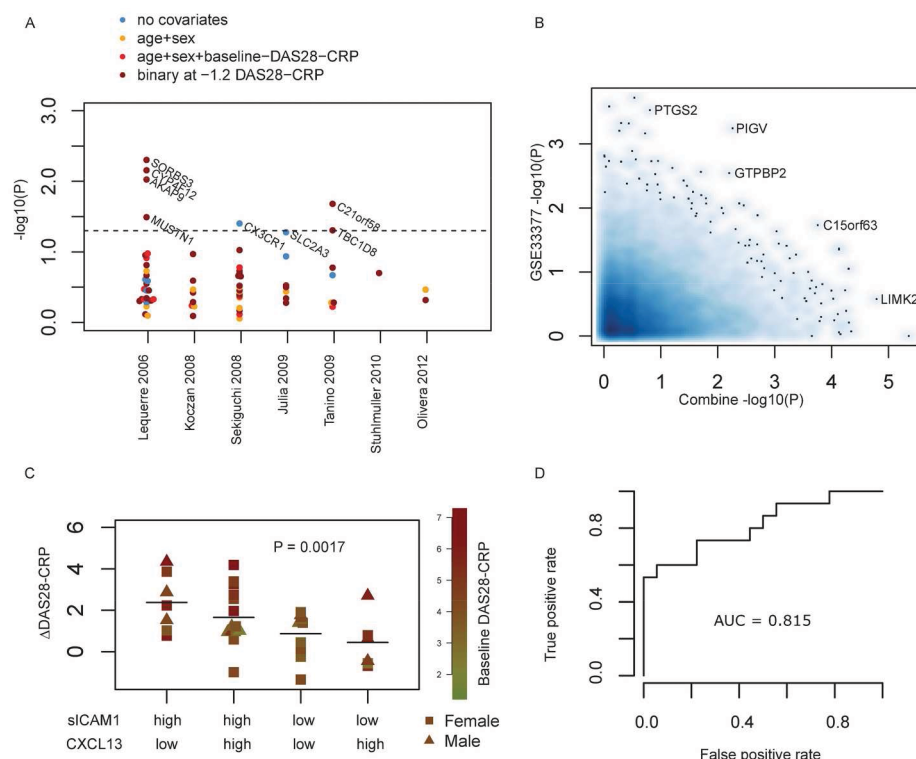 A
no covariates
age+sex
age+sex+baseline-DAS28-CRP
binary at -1.2 DAS28-CRP
-log10(P)
3.0
2.0
1.0
0.0
SORBS3
CYP4F12
AKAP9
MUSTN1
CX3CR1
SLC2A3
C21orf58
TBC1D8
Lequerre 2006
Koczan 2008
Sekiguchi 2008
Julia 2009
Tanino 2009
Stuhlmuller 2010
Olivera 2012
B
GSE33377 -log10(P)
3
2
1
0
PTGS2
PIGV
GTPBP2
C15orf63
LIMK2
0 1 2 3 4 5
Combine -log10(P)
C
ΔDAS28-CRP
6
4
2
0
P = 0.0017
7
6
5
4
3
2
Baseline DAS28-CRP
sICAM1 high high low low
CXCL13 low high low high
Female
Male
D
True positive rate
0.8
0.4
0.0
AUC = 0.815
0.0 0.4 0.8
False positive rate